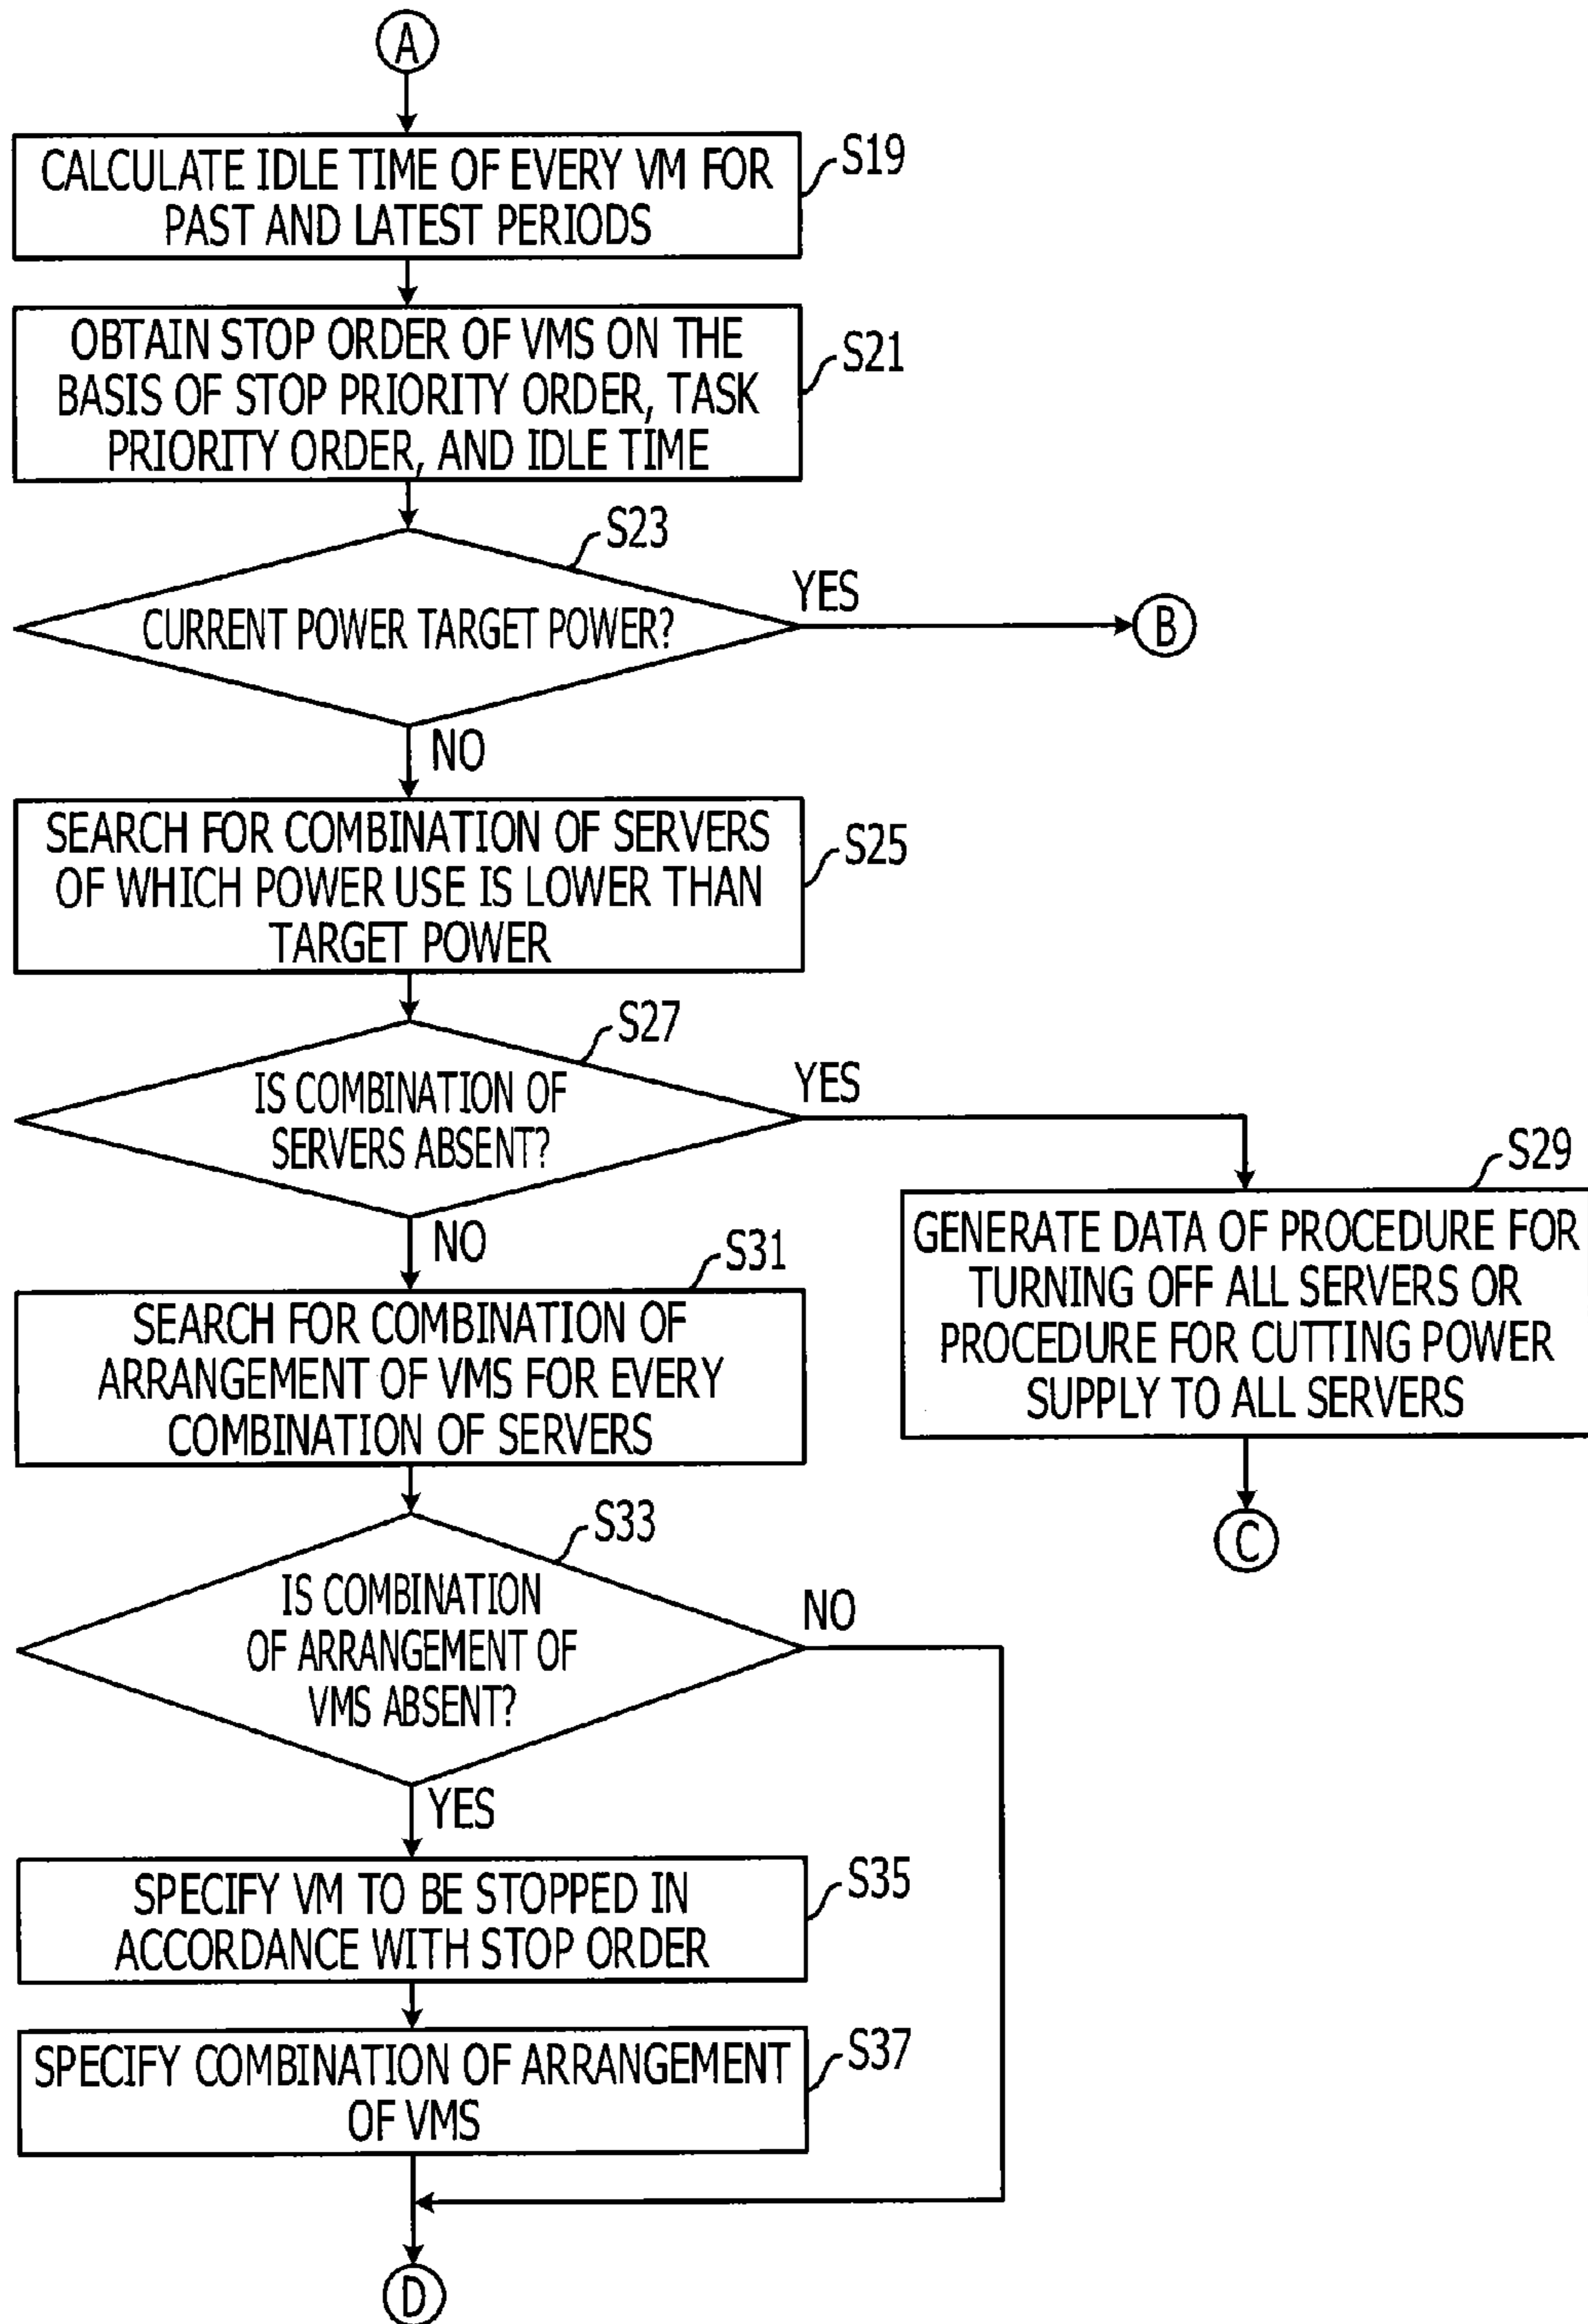 A
CALCULATE IDLE TIME OF EVERY VM FOR
PAST AND LATEST PERIODS
S19
OBTAIN STOP ORDER OF VMS ON THE
BASIS OF STOP PRIORITY ORDER, TASK
PRIORITY ORDER, AND IDLE TIME
S21
S23
CURRENT POWER TARGET POWER?
YES
B
NO
SEARCH FOR COMBINATION OF SERVERS
OF WHICH POWER USE IS LOWER THAN
TARGET POWER
S25
S27
IS COMBINATION OF
SERVERS ABSENT?
YES
NO
S29
GENERATE DATA OF PROCEDURE FOR
TURNING OFF ALL SERVERS OR
PROCEDURE FOR CUTTING POWER
SUPPLY TO ALL SERVERS
C
S31
SEARCH FOR COMBINATION OF
ARRANGEMENT OF VMS FOR EVERY
COMBINATION OF SERVERS
S33
IS COMBINATION
OF ARRANGEMENT OF
VMS ABSENT?
NO
YES
SPECIFY VM TO BE STOPPED IN
ACCORDANCE WITH STOP ORDER
S35
SPECIFY COMBINATION OF ARRANGEMENT
OF VMS
S37
D